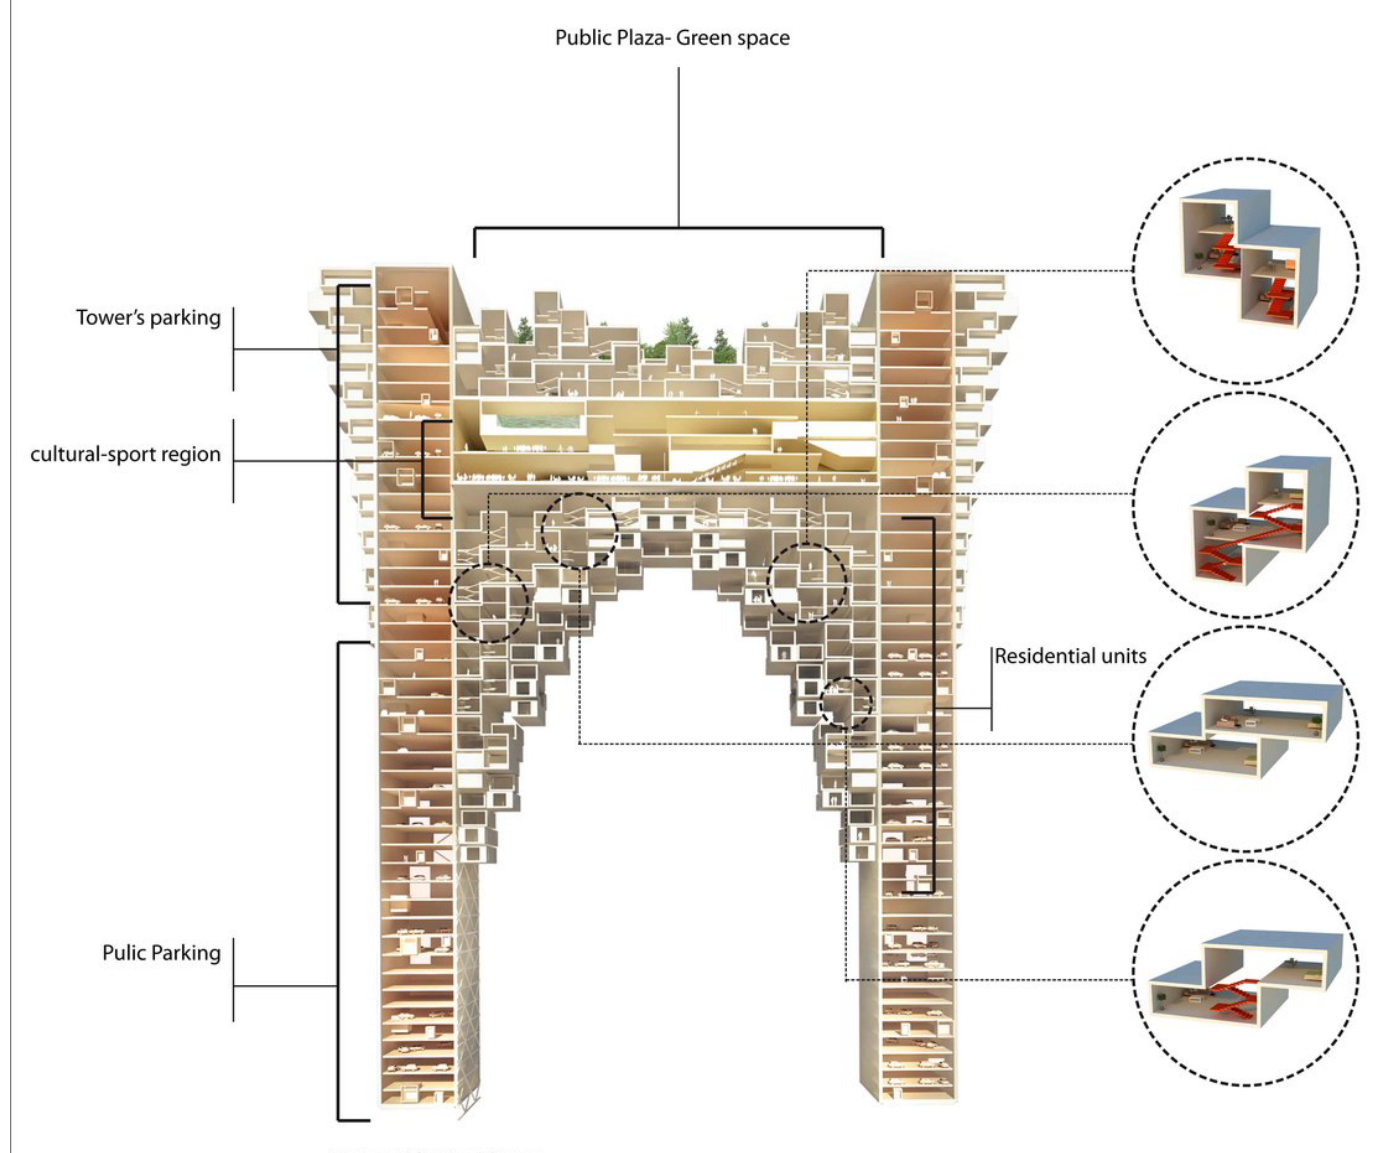 Public Plaza- Green space
Tower's parking
cultural-sport region
Residential units
Pulic Parking